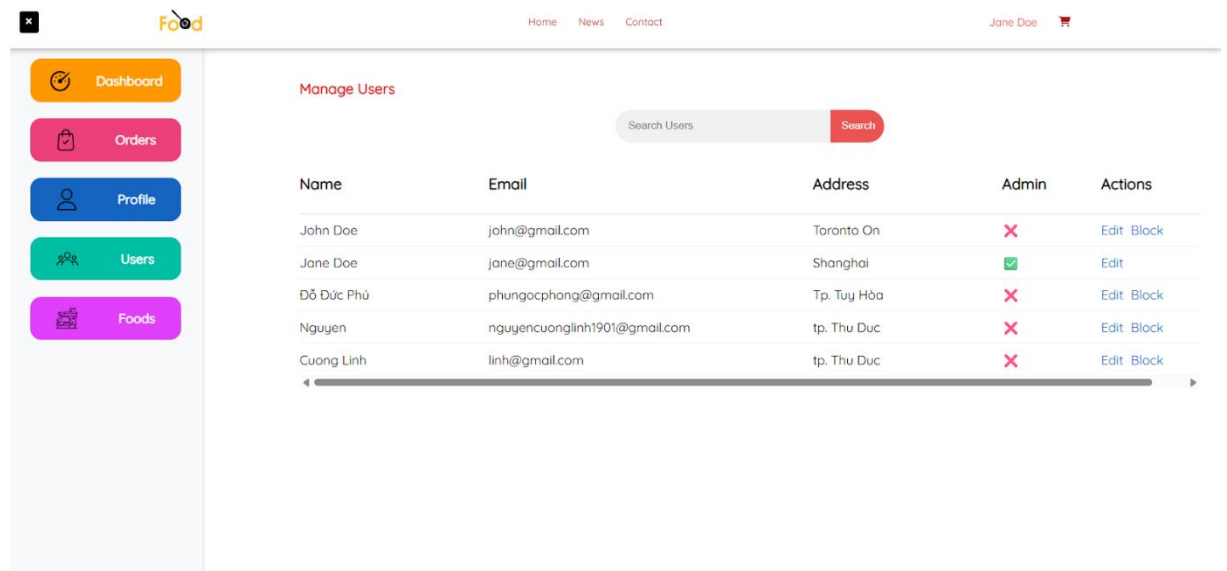 Food
Home News Contact
Jane Doe
Dashboard
Orders
Profile
Users
Foods
Manage Users
Search Users Search
Name Email Address Admin Actions
John Doe john@gmail.com Toronto On Edit Block
Jane Doe jane@gmail.com Shanghai Edit
Đỗ Đức Phú phungocphong@gmail.com Tp. Tuy Hòa Edit Block
Nguyen nguyencuonglinh1901@gmail.com tp. Thu Duc Edit Block
Cuong Linh linh@gmail.com tp. Thu Duc Edit Block